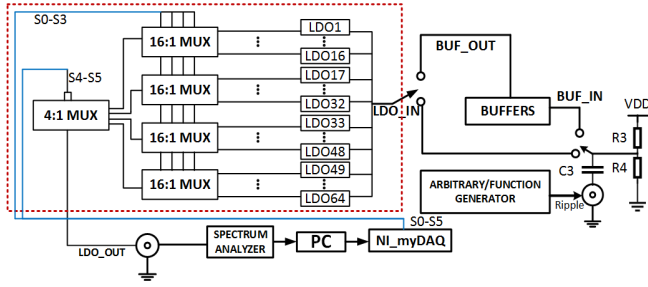 S0-S3
16:1 MUX
LDO1
LDO16
BUF_OUT
S4-S5
16:1 MUX
LDO17
LDO32
LDO_IN
BUFFERS
BUF_IN
VDD
4:1 MUX
16:1 MUX
LDO33
LDO48
R3
C3
R4
16:1 MUX
LDO49
LDO64
ARBITRARY/FUNCTION
GENERATOR
Ripple
S0-S5
LDO_OUT
SPECTRUM
ANALYZER
PC
NI_myDAQ